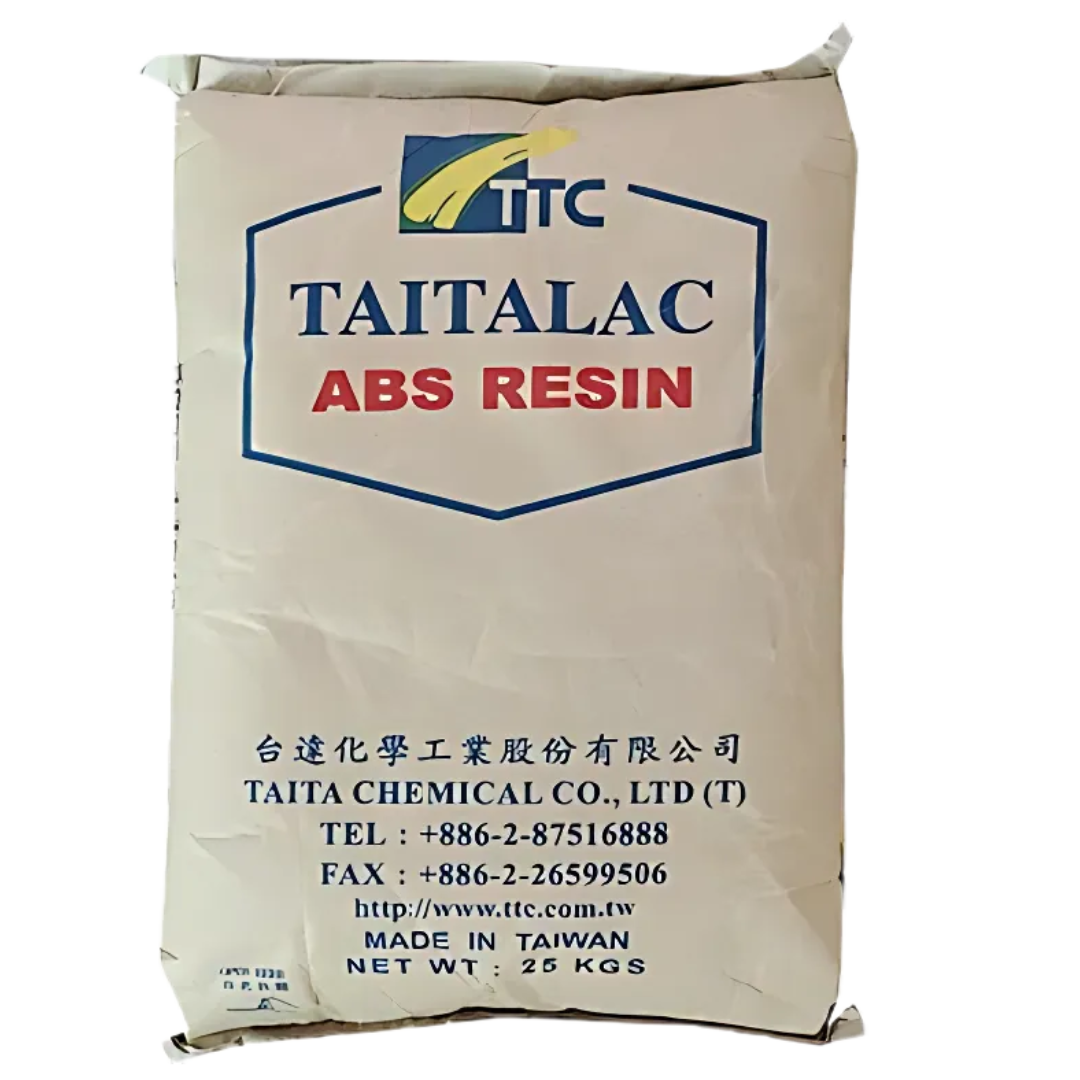 TTC
TAITALAC
ABS RESIN
台達化學工業股份有限公司
TAITA CHEMICAL CO., LTD (T)
TEL : +886-2-87516888
FAX : +886-2-26599506
http://www.ttc.com.tw
MADE IN TAIWAN
NET WT : 25 KGS